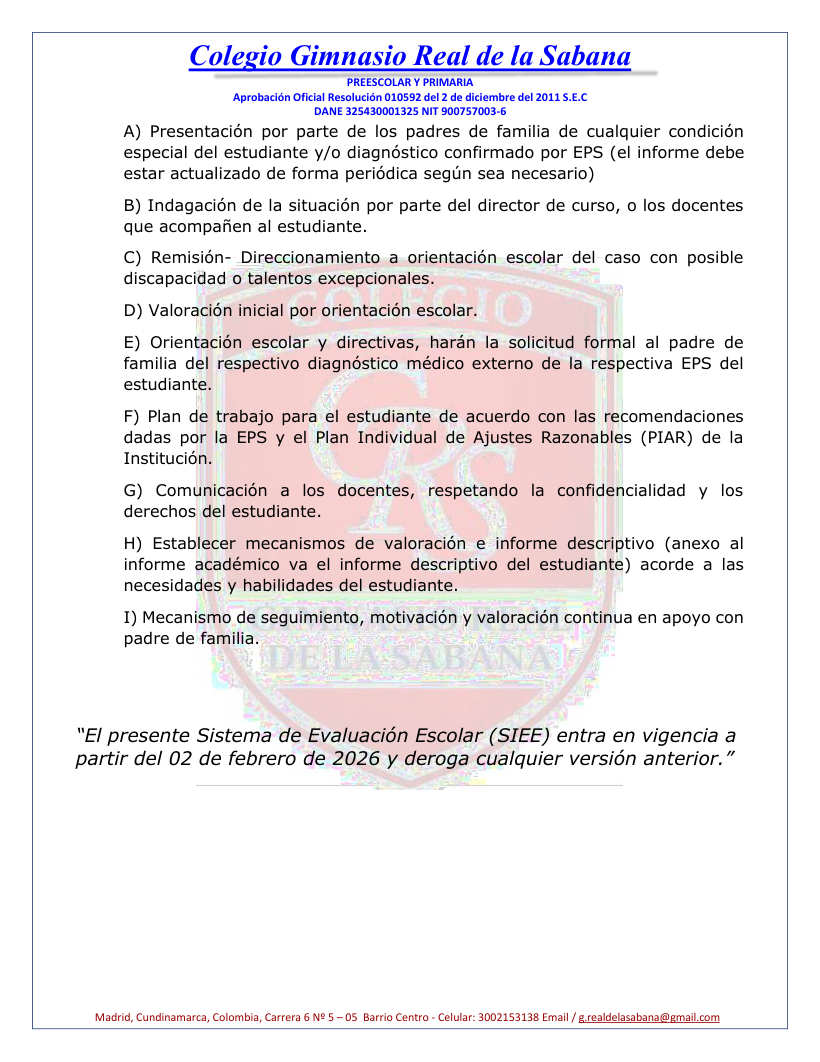 Colegio Gimnasio Real de la Sabana
PREESCOLAR Y PRIMARIA
Aprobación Oficial Resolución 010592 del 2 de diciembre del 2011 S.E.C
DANE 325430001325 NIT 900757003-6
A) Presentación por parte de los padres de familia de cualquier condición
especial del estudiante y/o diagnóstico confirmado por EPS (el informe debe
estar actualizado de forma periódica según sea necesario)
B) Indagación de la situación por parte del director de curso, o los docentes
que acompañen al estudiante.
C) Remisión- Direccionamiento a orientación escolar del caso con posible
discapacidad o talentos excepcionales.
COLEGIO
D) Valoración inicial por orientación escolar.
E) Orientación escolar y directivas, harán la solicitud formal al padre de
familia del respectivo diagnóstico médico externo de la respectiva EPS del
estudiante.
F) Plan de trabajo para el estudiante de acuerdo con las recomendaciones
dadas por la EPS y el Plan Individual de Ajustes Razonables (PIAR) de la
Institución.
GRS
G) Comunicación a los docentes, respetando la confidencialidad y los
derechos del estudiante.
H) Establecer mecanismos de valoración e informe descriptivo (anexo al
informe académico va el informe descriptivo del estudiante) acorde a las
necesidades y habilidades del estudiante.
I) Mecanismo de seguimiento, motivación y valoración continua en apoyo con
padre de familia.
GIMNASIO REAL
DE LA SABANA
“El presente Sistema de Evaluación Escolar (SIEE) entra en vigencia a
partir del 02 de febrero de 2026 y deroga cualquier versión anterior.”
Madrid, Cundinamarca, Colombia, Carrera 6 Nº 5 – 05 Barrio Centro - Celular: 3002153138 Email / g.realdelasabana@gmail.com